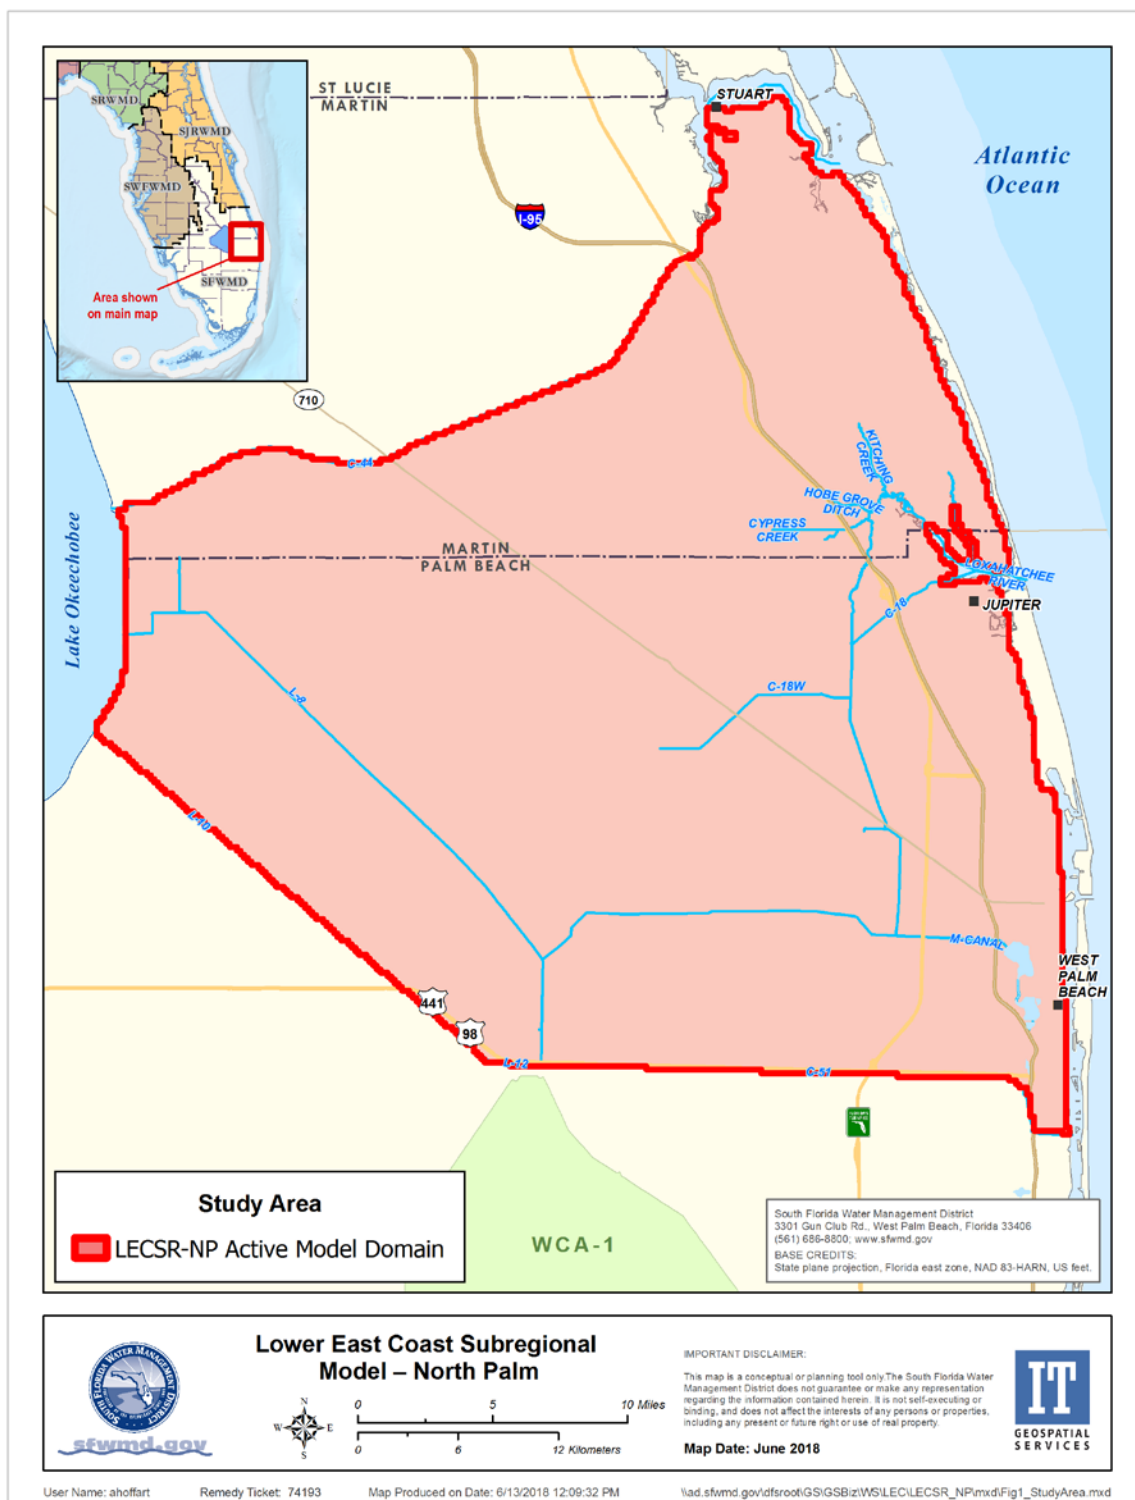 ST LUCIE
MARTIN
STUART
SRWMD
SJRWMD
SWFWMD
SFWMD
Area shown
on main map
Atlantic
Ocean
I-95
710
C-44
KITCHING
CREEK
HOBE GROVE
DITCH
CYPRESS
CREEK
Lake Okeechobee
MARTIN
PALM BEACH
LOXAHATCHEE
RIVER
JUPITER
C-18
L-8
C-18W
L-10
M-CANAL
WEST
PALM
BEACH
441
98
L-12
C-51
WCA-1
Study Area
LECSR-NP Active Model Domain
South Florida Water Management District
3301 Gun Club Rd., West Palm Beach, Florida 33406
(561) 686-8800; www.sfwmd.gov
BASE CREDITS:
State plane projection, Florida east zone, NAD 83-HARN, US feet.
SOUTH FLORIDA WATER MANAGEMENT DISTRICT
sfwmd.gov
Lower East Coast Subregional
Model – North Palm
N
W E
S
0 5 10 Miles
0 6 12 Kilometers
IMPORTANT DISCLAIMER:
This map is a conceptual or planning tool only.The South Florida Water
Management District does not guarantee or make any representation
regarding the information contained herein. It is not self-executing or
binding, and does not affect the interests of any persons or properties,
including any present or future right or use of real property.
Map Date: June 2018
IT
GEOSPATIAL
SERVICES
User Name: ahoffart Remedy Ticket: 74193 Map Produced on Date: 6/13/2018 12:09:32 PM \\ad.sfwmd.gov\dfsroot\GS\GSBiz\WS\LEC\LECSR_NP\mxd\Fig1_StudyArea.mxd